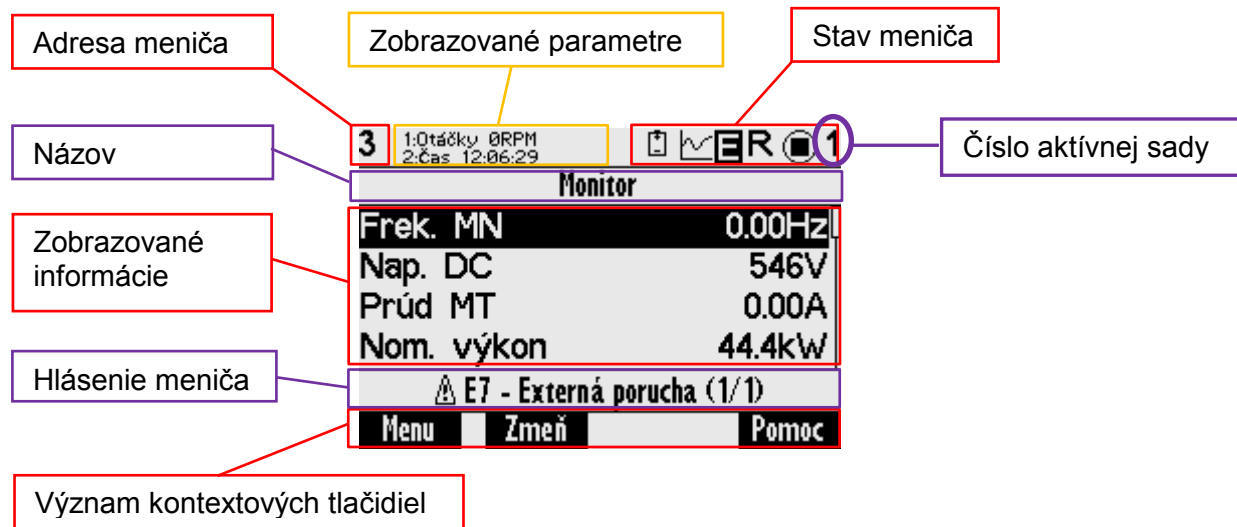 Adresa meniča
Zobrazované parametre
Stav meniča
3
1:Otáčky 0RPM
2:Čas 12:06:29
E R
1
Číslo aktívnej sady
Názov
Monitor
Zobrazované
informácie
Frek. MN 0.00Hz
Nap. DC 546V
Prúd MT 0.00A
Nom. výkon 44.4kW
Hlásenie meniča
⚠ E7 - Externá porucha (1/1)
Menu Zmeň Pomoc
Význam kontextových tlačidiel